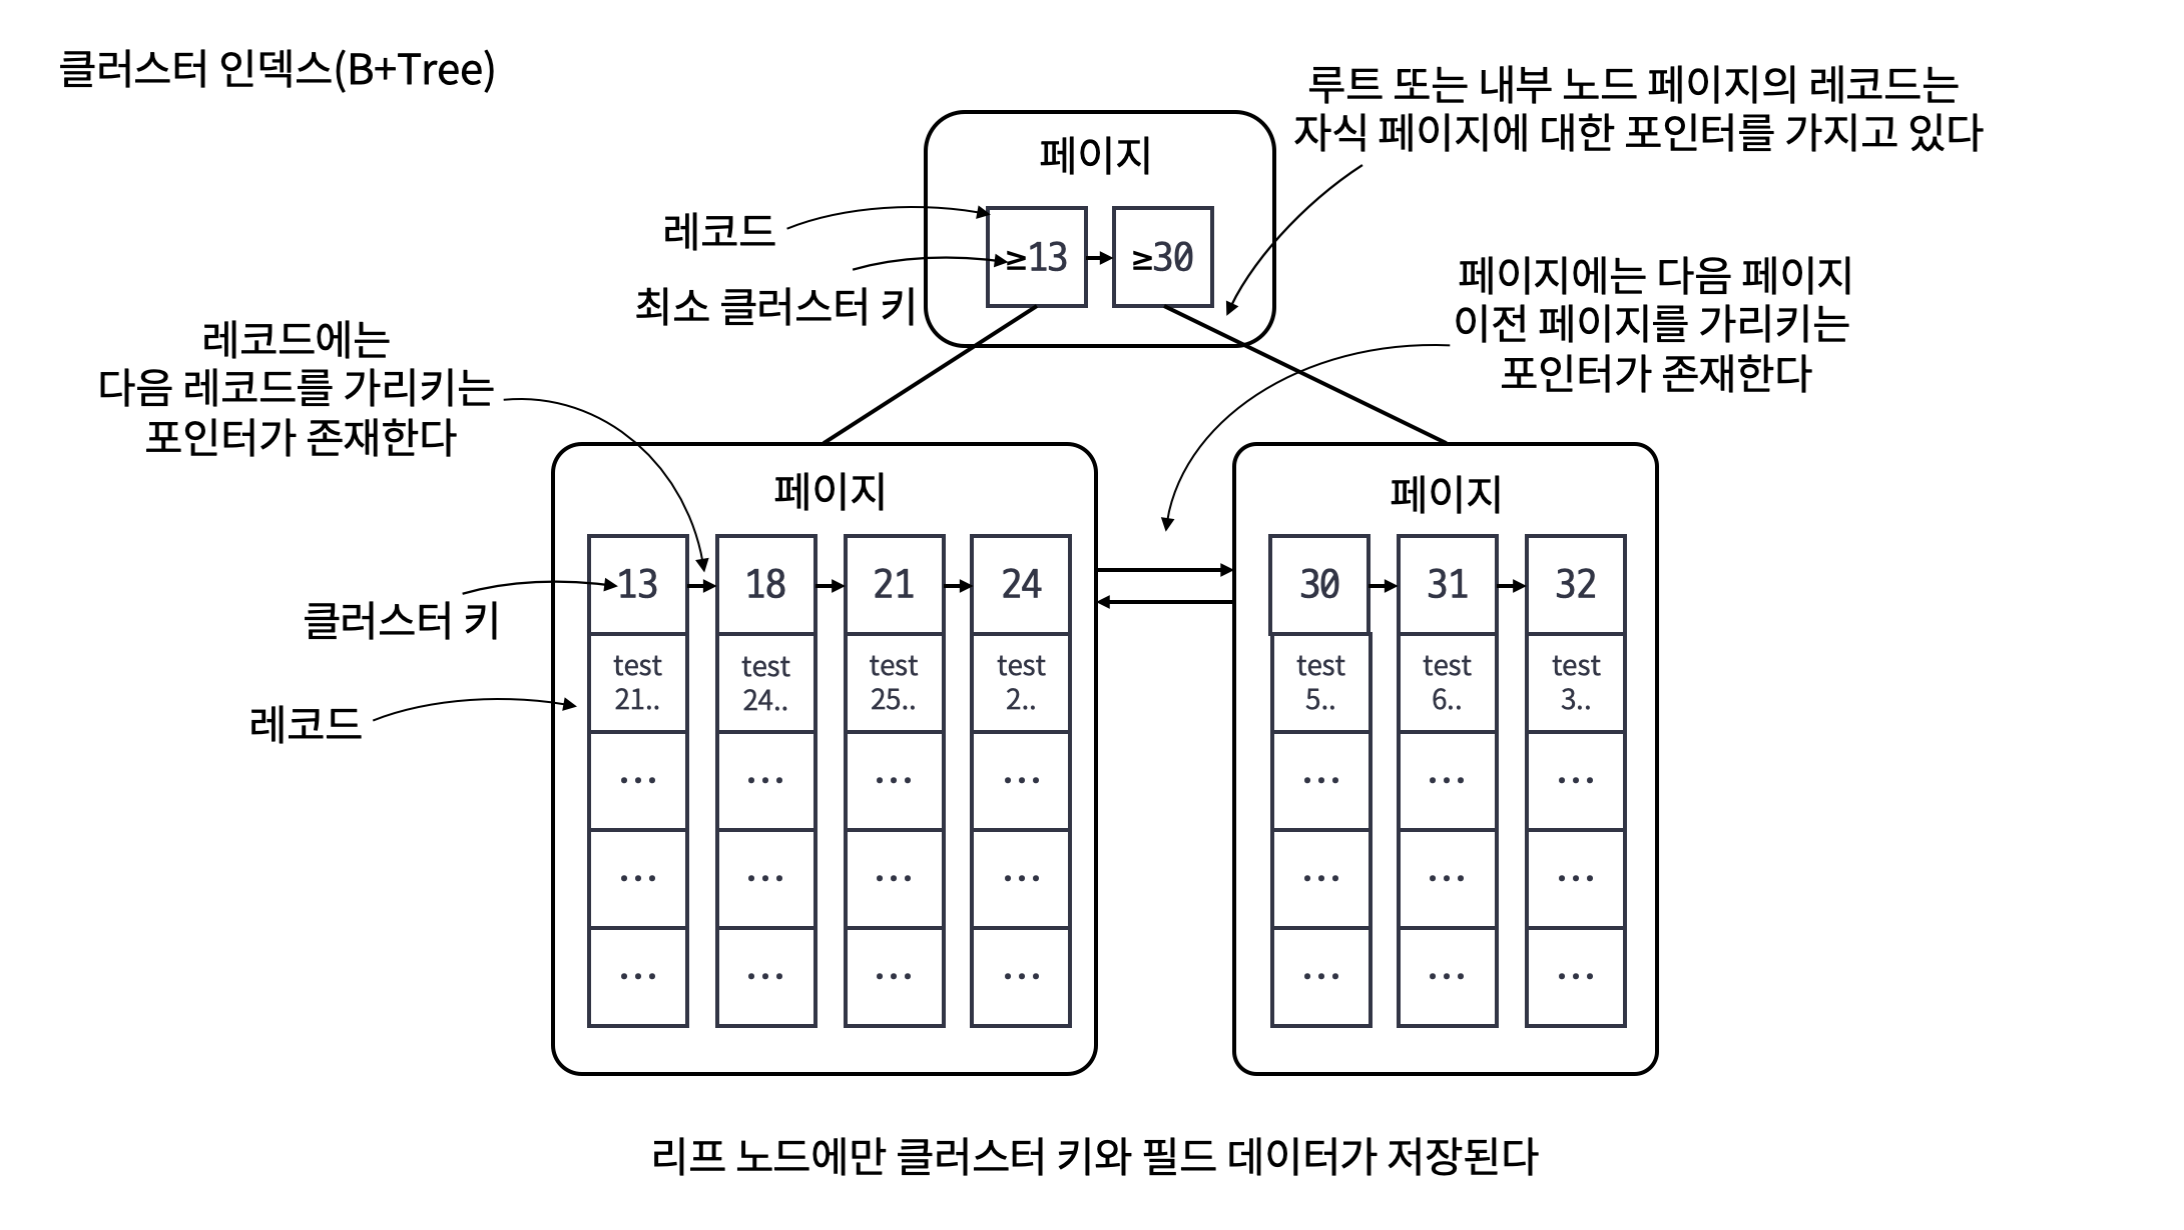 클러스터 인덱스(B+Tree)
루트 또는 내부 노드 페이지의 레코드는
자식 페이지에 대한 포인터를 가지고 있다
페이지
레코드
≥13
≥30
최소 클러스터 키
페이지에는 다음 페이지
이전 페이지를 가리키는
포인터가 존재한다
레코드에는
다음 레코드를 가리키는
포인터가 존재한다
페이지
13
18
21
24
클러스터 키
test
21..
test
24..
test
25..
test
2..
레코드
...
...
...
...
...
...
...
...
...
...
...
...
페이지
30
31
32
test
5..
test
6..
test
3..
...
...
...
...
...
...
...
...
...
리프 노드에만 클러스터 키와 필드 데이터가 저장된다